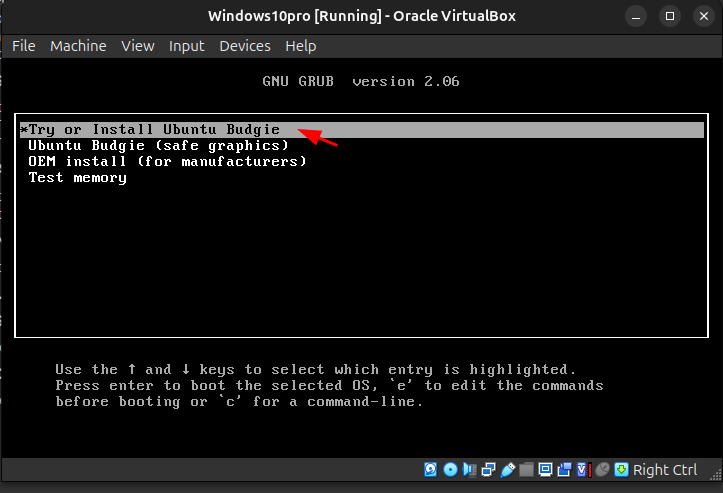 Windows10pro [Running] - Oracle VirtualBox
File Machine View Input Devices Help
GNU GRUB version 2.06
*Try or Install Ubuntu Budgie
Ubuntu Budgie (safe graphics)
OEM install (for manufacturers)
Test memory
Use the ↑ and ↓ keys to select which entry is highlighted.
Press enter to boot the selected OS, `e' to edit the commands
before booting or `c' for a command-line.
Right Ctrl